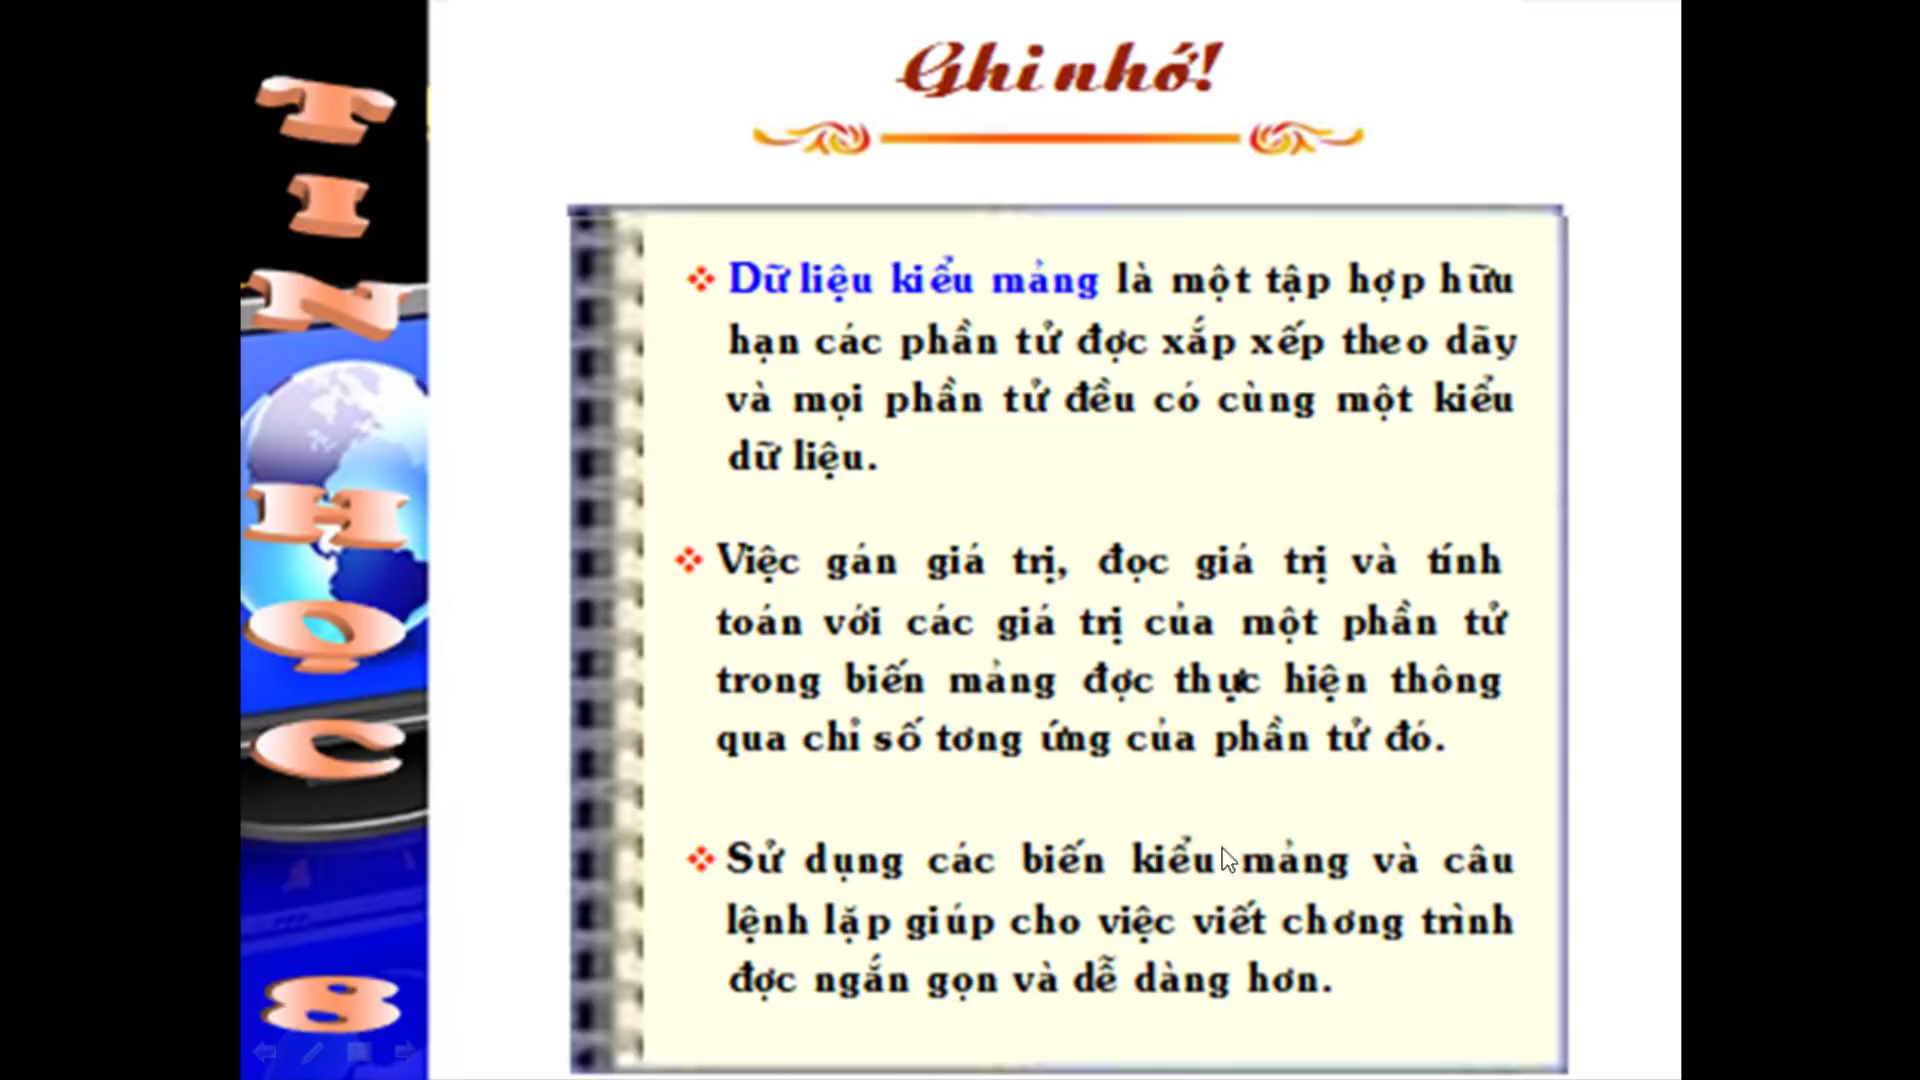 Ghi nhớ!
TIN HỌC 8
Dữ liệu kiểu mảng là một tập hợp hữu
hạn các phần tử đợc xắp xếp theo dãy
và mọi phần tử đều có cùng một kiểu
dữ liệu.
Việc gán giá trị, đọc giá trị và tính
toán với các giá trị của một phần tử
trong biến mảng đợc thực hiện thông
qua chỉ số tơng ứng của phần tử đó.
Sử dụng các biến kiểu mảng và câu
lệnh lặp giúp cho việc viết chơng trình
đợc ngắn gọn và dễ dàng hơn.